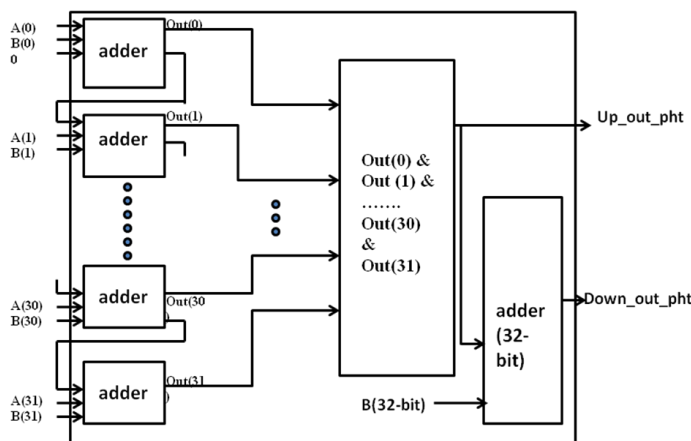 A(0)
B(0)
0
adder
Out(0)
A(1)
B(1)
adder
Out(1)
A(30)
B(30)
adder
Out(30
)
A(31)
B(31)
adder
Out(31
)
Out(0) &
Out (1) &
.......
Out(30)
&
Out(31)
Up_out_pht
adder
(32-
bit)
Down_out_pht
B(32-bit)